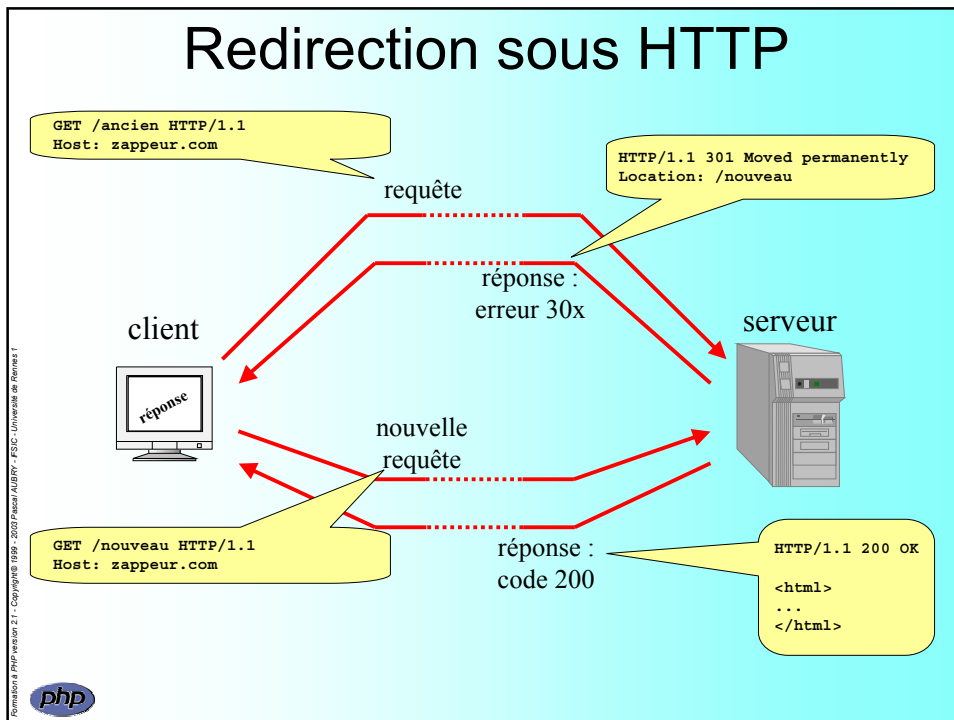 Redirection sous HTTP
GET /ancien HTTP/1.1
Host: zappeur.com
HTTP/1.1 301 Moved permanently
Location: /nouveau
requête
réponse :
erreur 30x
client
serveur
réponse
nouvelle
requête
GET /nouveau HTTP/1.1
Host: zappeur.com
réponse :
code 200
HTTP/1.1 200 OK
<html>
...
</html>
Formation à PHP version 2.1 - Copyright © 1999 - 2003 Pascal AUBRY - IFSIC - Université de Rennes 1
php